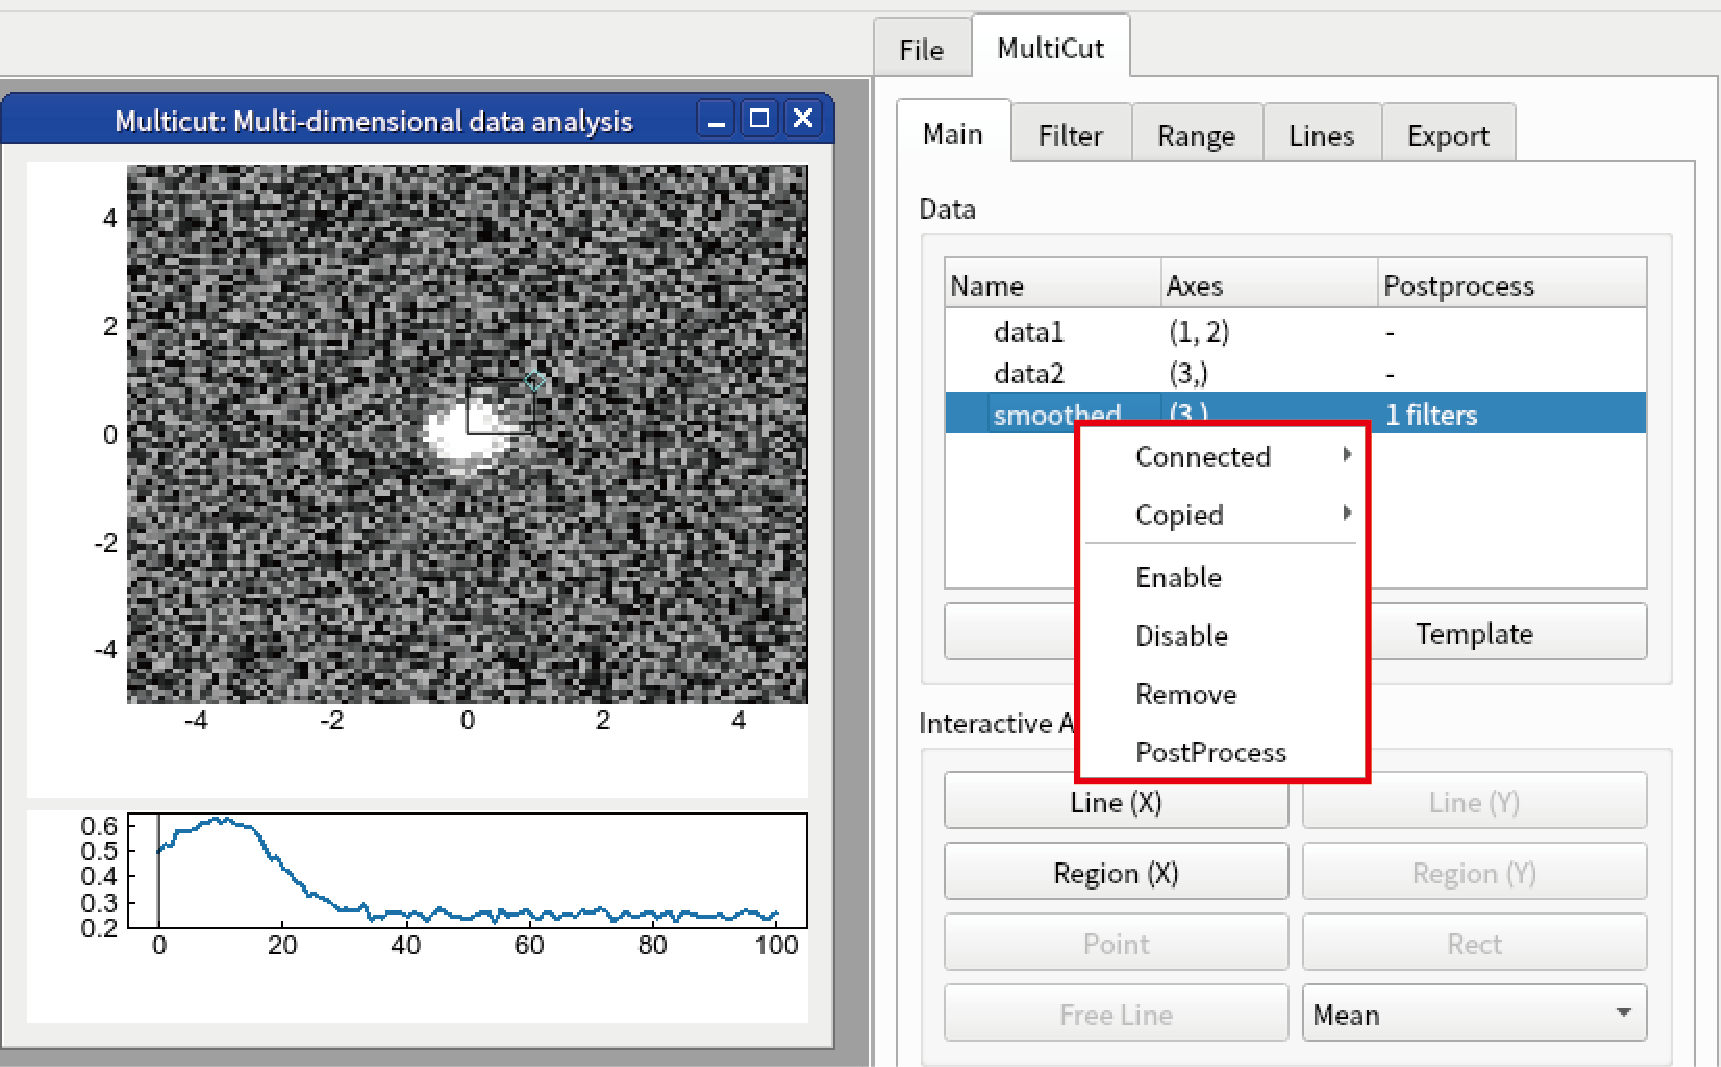 File MultiCut
Multicut: Multi-dimensional data analysis
Main Filter Range Lines Export
Data
Name Axes Postprocess
data1 (1, 2) -
data2 (3,) -
smoothed (3,) 1 filters
Connected
Copied
Enable
Disable
Remove
PostProcess
Template
Interactive A
Line (X) Line (Y)
Region (X) Region (Y)
Point Rect
Free Line Mean
4
2
0
-2
-4
-4 -2 0 2 4
0.6
0.5
0.4
0.3
0.2
0 20 40 60 80 100